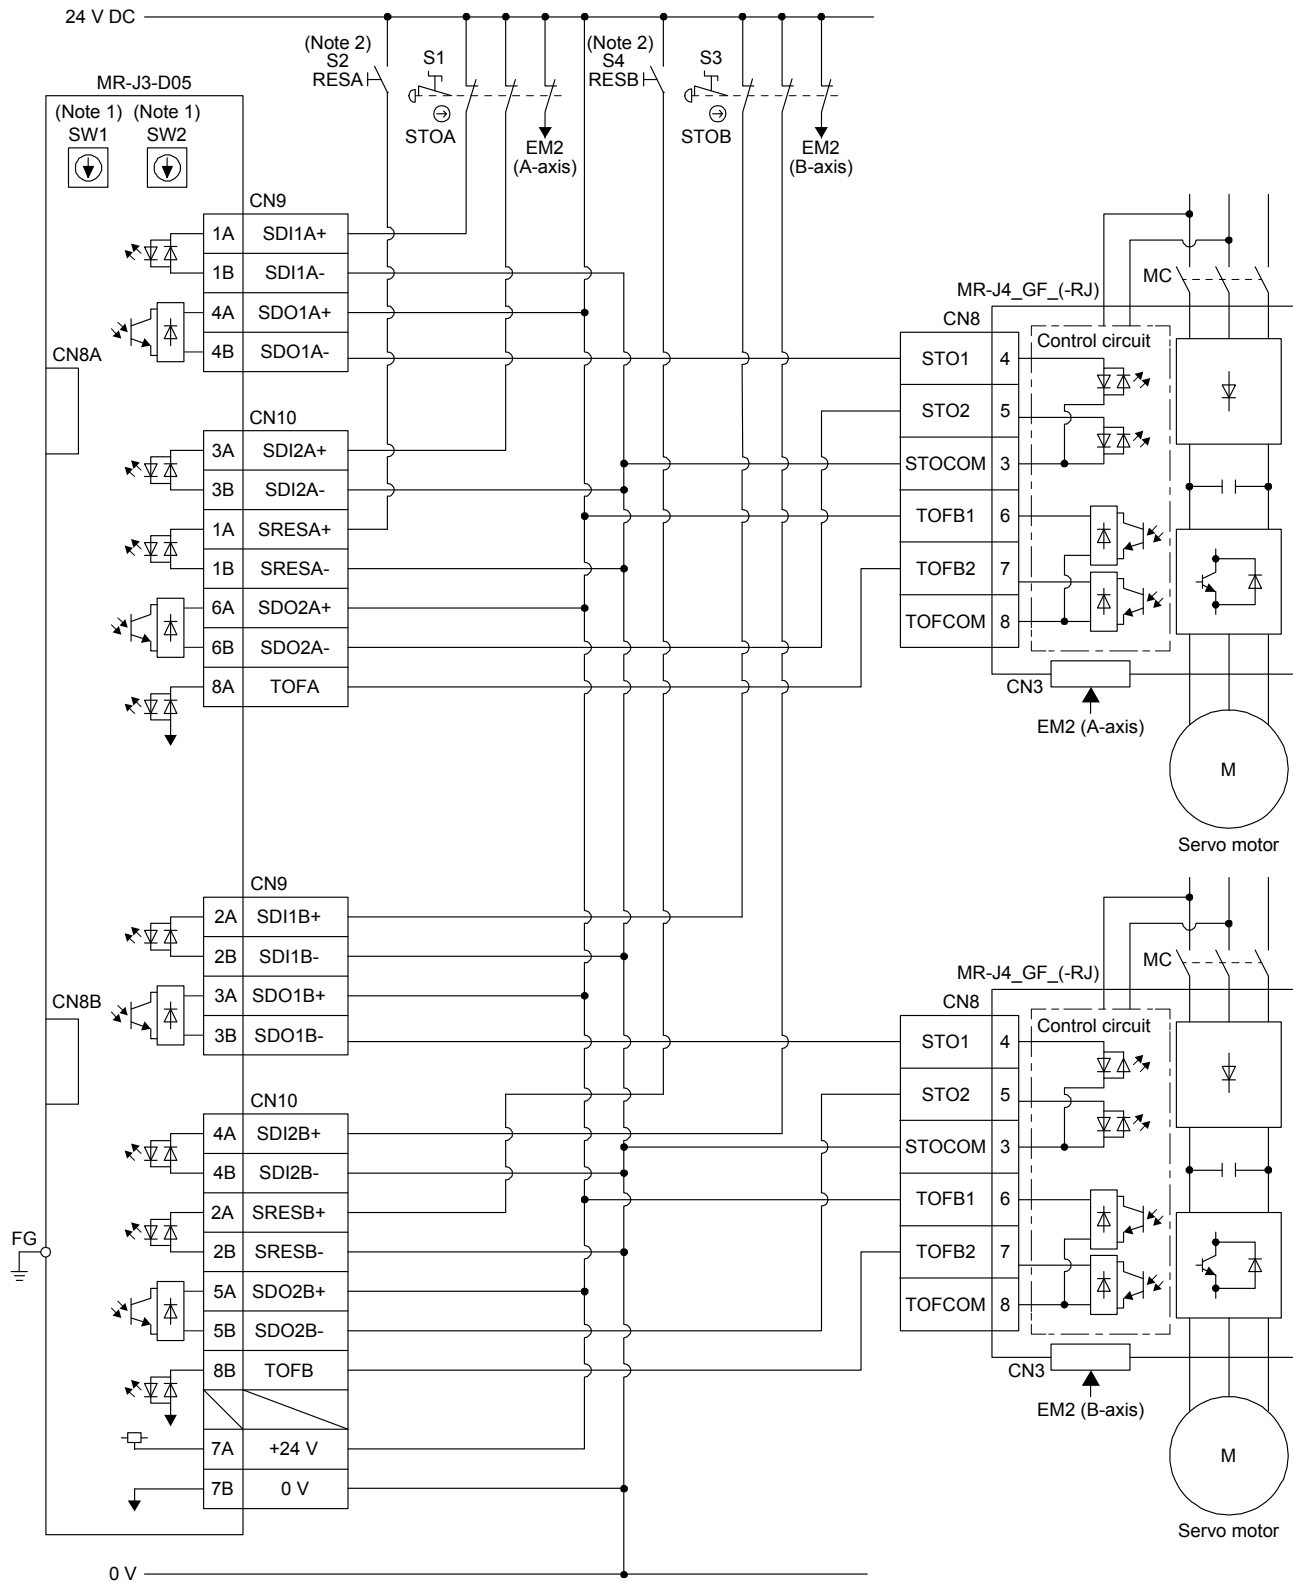 24 V DC
(Note 2)
S2
RESA
S1
STOA
EM2
(A-axis)
(Note 2)
S4
RESB
S3
STOB
EM2
(B-axis)
MR-J3-D05
(Note 1) (Note 1)
SW1 SW2
CN9
1A SDI1A+
1B SDI1A-
4A SDO1A+
4B SDO1A-
CN8A
CN10
3A SDI2A+
3B SDI2A-
1A SRESA+
1B SRESA-
6A SDO2A+
6B SDO2A-
8A TOFA
MC
MR-J4_GF_(-RJ)
CN8
Control circuit
STO1 4
STO2 5
STOCOM 3
TOFB1 6
TOFB2 7
TOFCOM 8
CN3
EM2 (A-axis)
M
Servo motor
CN9
2A SDI1B+
2B SDI1B-
3A SDO1B+
3B SDO1B-
CN8B
CN10
4A SDI2B+
4B SDI2B-
2A SRESB+
2B SRESB-
5A SDO2B+
5B SDO2B-
8B TOFB
7A +24 V
7B 0 V
FG
0 V
MC
MR-J4_GF_(-RJ)
CN8
Control circuit
STO1 4
STO2 5
STOCOM 3
TOFB1 6
TOFB2 7
TOFCOM 8
CN3
EM2 (B-axis)
M
Servo motor